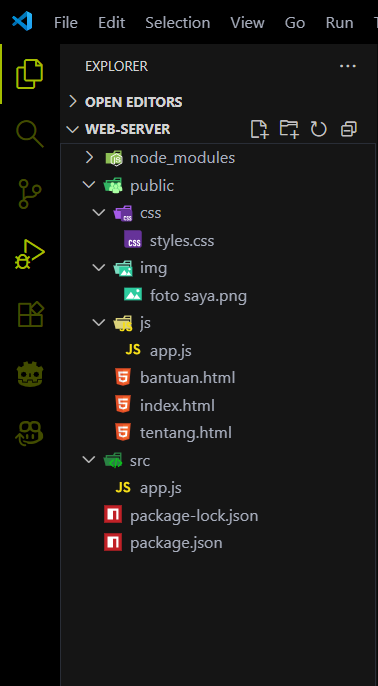 File Edit Selection View Go Run
EXPLORER
OPEN EDITORS
WEB-SERVER
node_modules
public
css
styles.css
img
foto saya.png
js
JS app.js
bantuan.html
index.html
tentang.html
src
JS app.js
package-lock.json
package.json